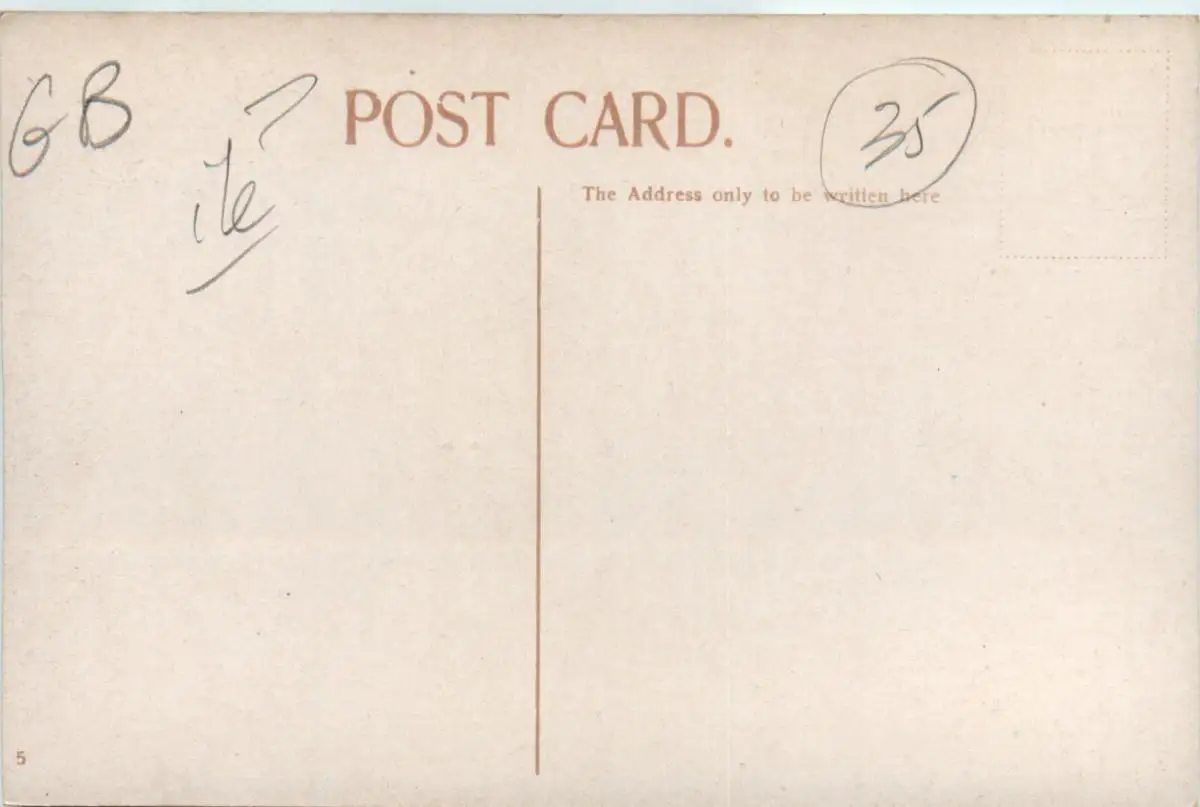 GB
POST CARD.
35
The Address only to be written here
5